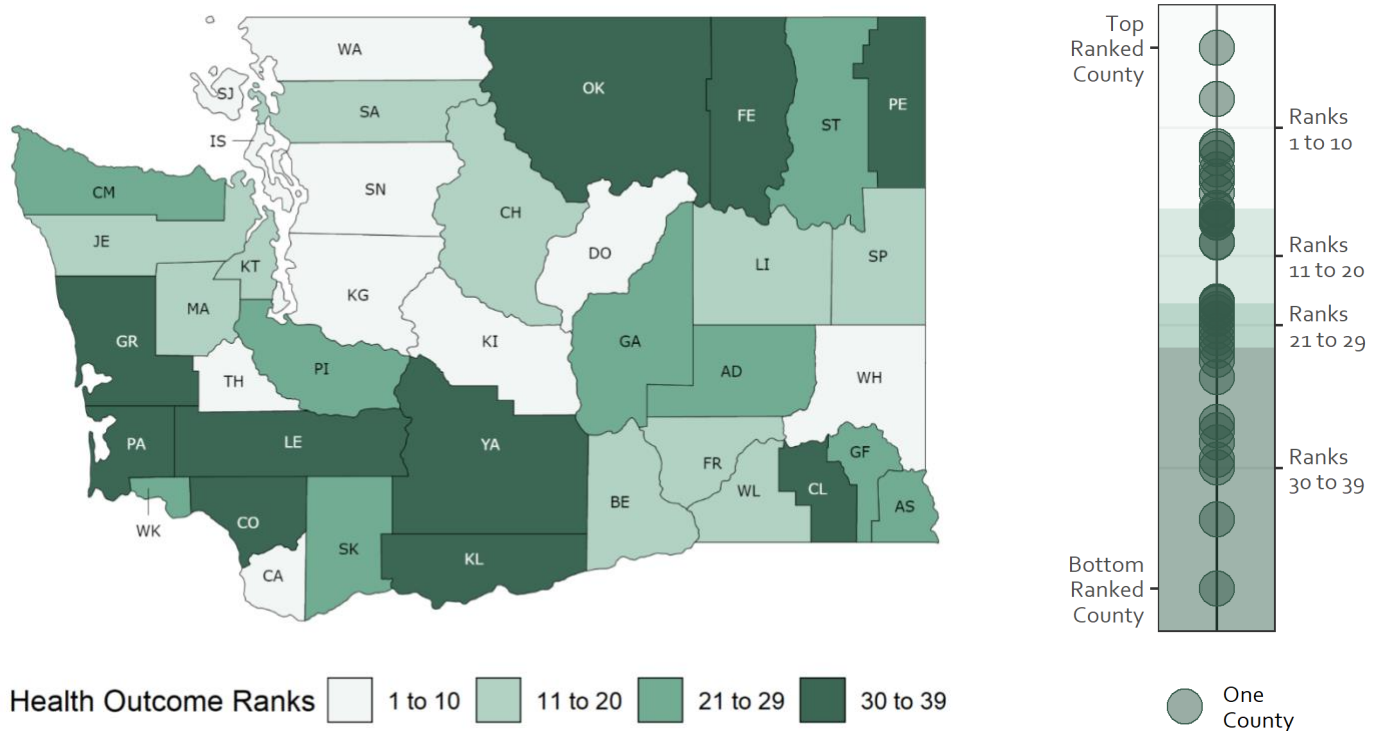 WA
OK
FE
ST
PE
SJ
SA
IS
SN
CH
CM
JE
KT
DO
LI
SP
MA
KG
GR
KI
GA
PI
TH
AD
WH
PA
LE
YA
FR
WL
GF
CL
BE
AS
WK
CO
SK
KL
CA
Health Outcome Ranks
1 to 10
11 to 20
21 to 29
30 to 39
Top
Ranked
County
Ranks
1 to 10
Ranks
11 to 20
Ranks
21 to 29
Ranks
30 to 39
Bottom
Ranked
County
One
County